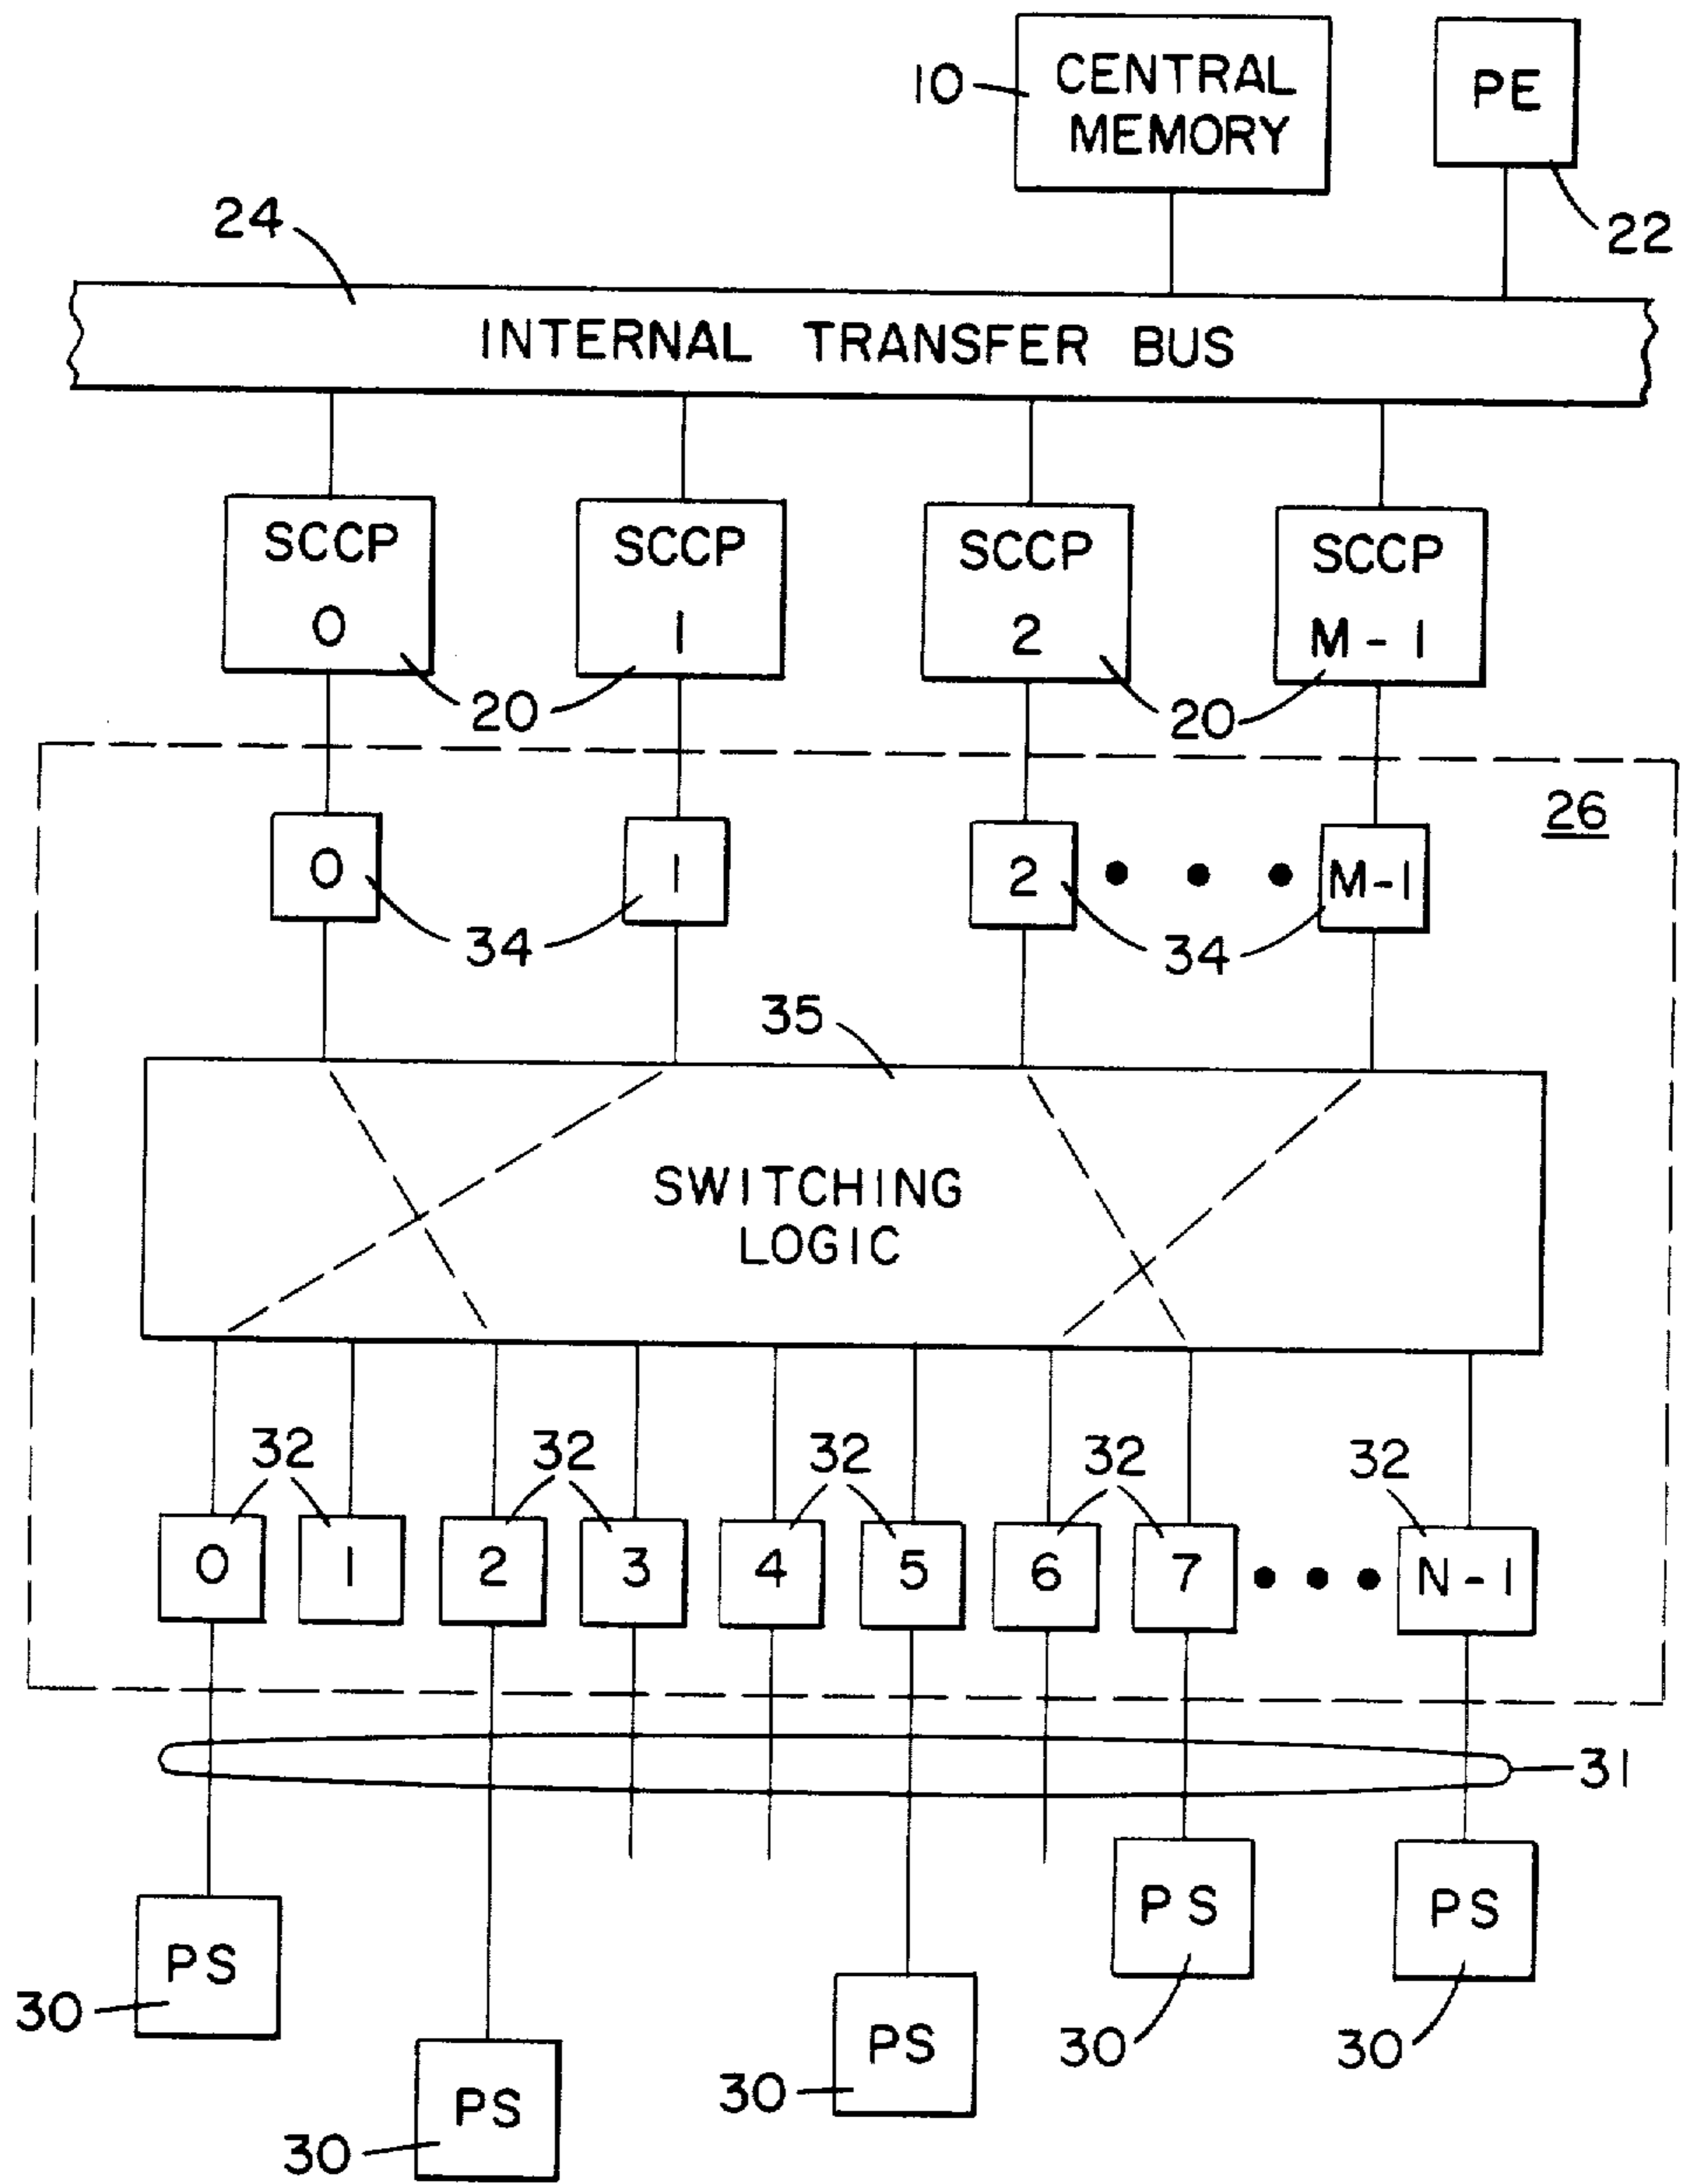 10
CENTRAL
MEMORY
PE
22
24
INTERNAL TRANSFER BUS
SCCP
0
SCCP
1
SCCP
2
SCCP
M-1
20
20
26
0
1
2
M-1
34
34
35
SWITCHING
LOGIC
32
32
32
32
32
0
1
2
3
4
5
6
7
N-1
31
PS
30
PS
30
PS
30
PS
30
PS
30